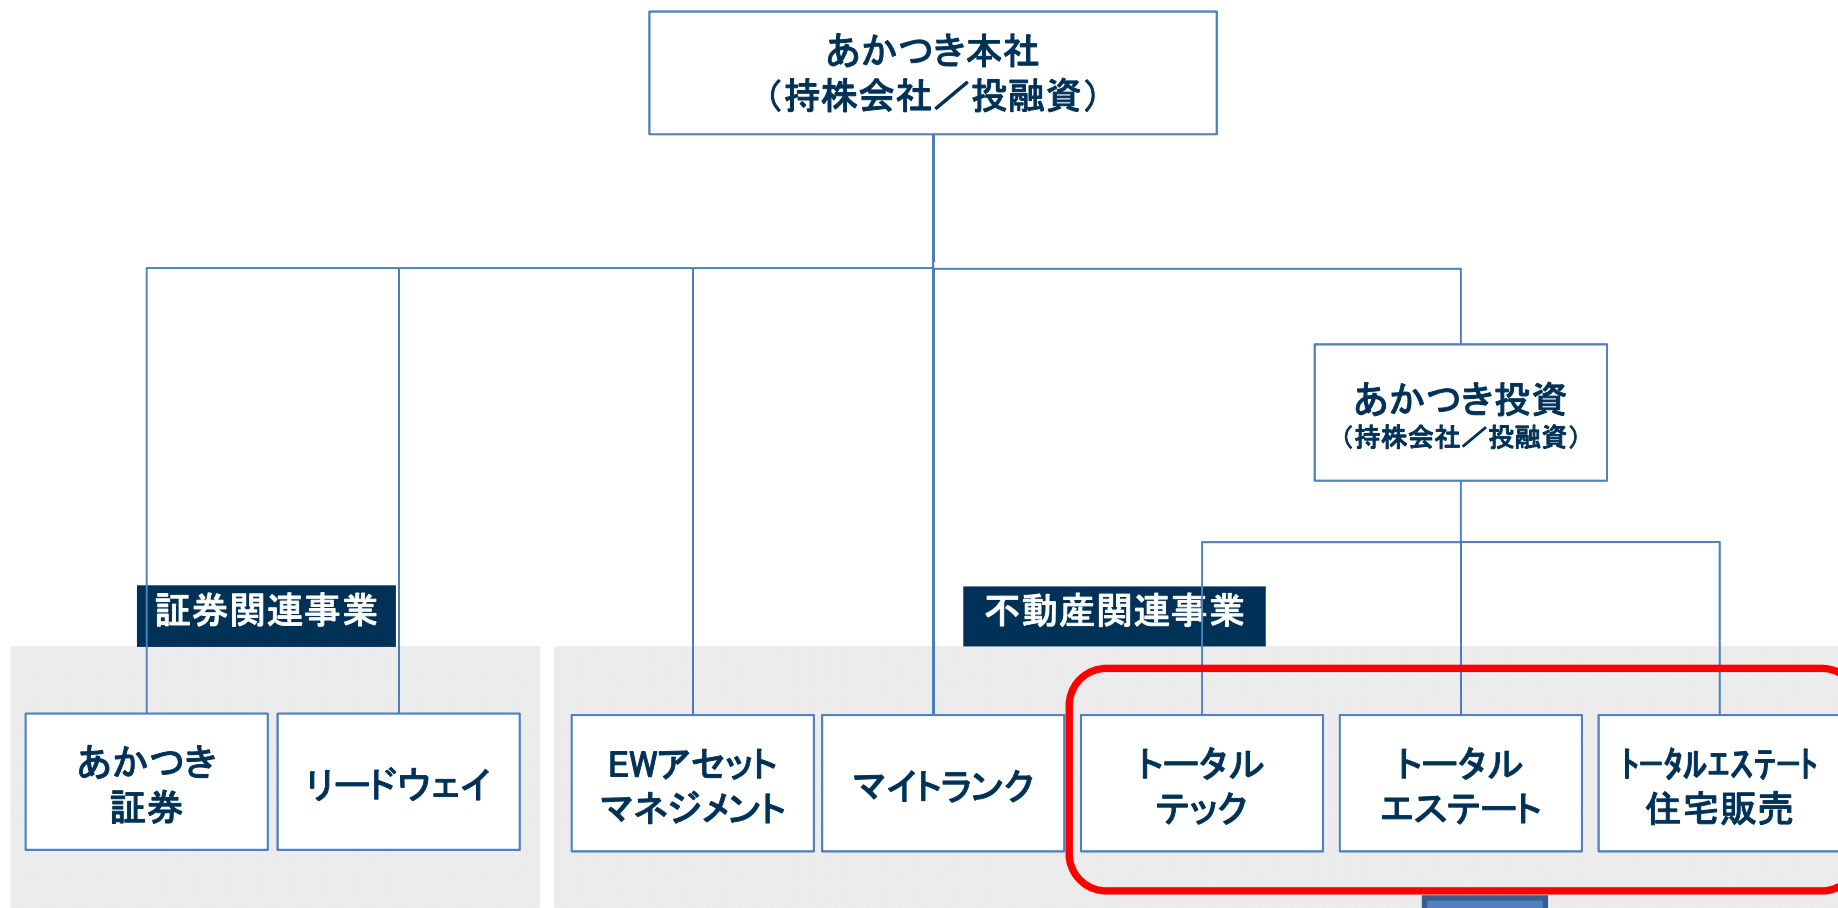 あかつき本社
（持株会社／投融資）
あかつき投資
（持株会社／投融資）
証券関連事業
不動産関連事業
あかつき
証券
リードウェイ
EWアセット
マネジメント
マイトランク
トータル
テック
トータル
エステート
ﾄｰﾀﾙｴｽﾃｰﾄ
住宅販売